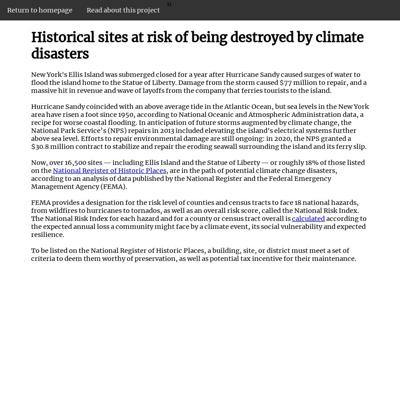 Return to homepage Read about this project
Historical sites at risk of being destroyed by climate
disasters
New York's Ellis Island was submerged closed for a year after Hurricane Sandy caused surges of water to
flood the island home to the Statue of Liberty. Damage from the storm caused $77 million to repair, and a
massive hit in revenue and wave of layoffs from the company that ferries tourists to the island.
Hurricane Sandy coincided with an above average tide in the Atlantic Ocean, but sea levels in the New York
area have risen a foot since 1950, according to National Oceanic and Atmospheric Administration data, a
recipe for worse coastal flooding. In anticipation of future storms augmented by climate change, the
National Park Service's (NPS) repairs in 2013 included elevating the island's electrical systems further
above sea level. Efforts to repair environmental damage are still ongoing: in 2020, the NPS granted a
$30.8 million contract to stabilize and repair the eroding seawall surrounding the island and its ferry slip.
Now, over 16,500 sites — including Ellis Island and the Statue of Liberty — or roughly 18% of those listed
on the National Register of Historic Places, are in the path of potential climate change disasters,
according to an analysis of data published by the National Register and the Federal Emergency
Management Agency (FEMA).
FEMA provides a designation for the risk level of counties and census tracts to face 18 national hazards,
from wildfires to hurricanes to tornados, as well as an overall risk score, called the National Risk Index.
The National Risk Index for each hazard and for a county or census tract overall is calculated according to
the expected annual loss a community might face by a climate event, its social vulnerability and expected
resilience.
To be listed on the National Register of Historic Places, a building, site, or district must meet a set of
criteria to deem them worthy of preservation, as well as potential tax incentive for their maintenance.